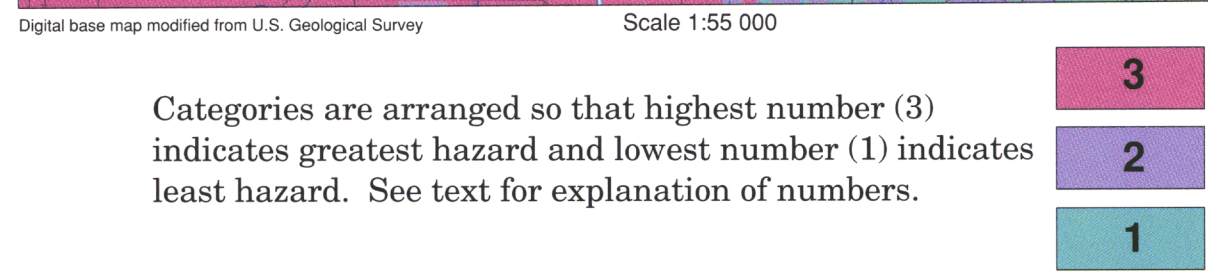 Digital base map modified from U.S. Geological Survey
Scale 1:55 000
Categories are arranged so that highest number (3)
indicates greatest hazard and lowest number (1) indicates
least hazard.  See text for explanation of numbers.
3
2
1